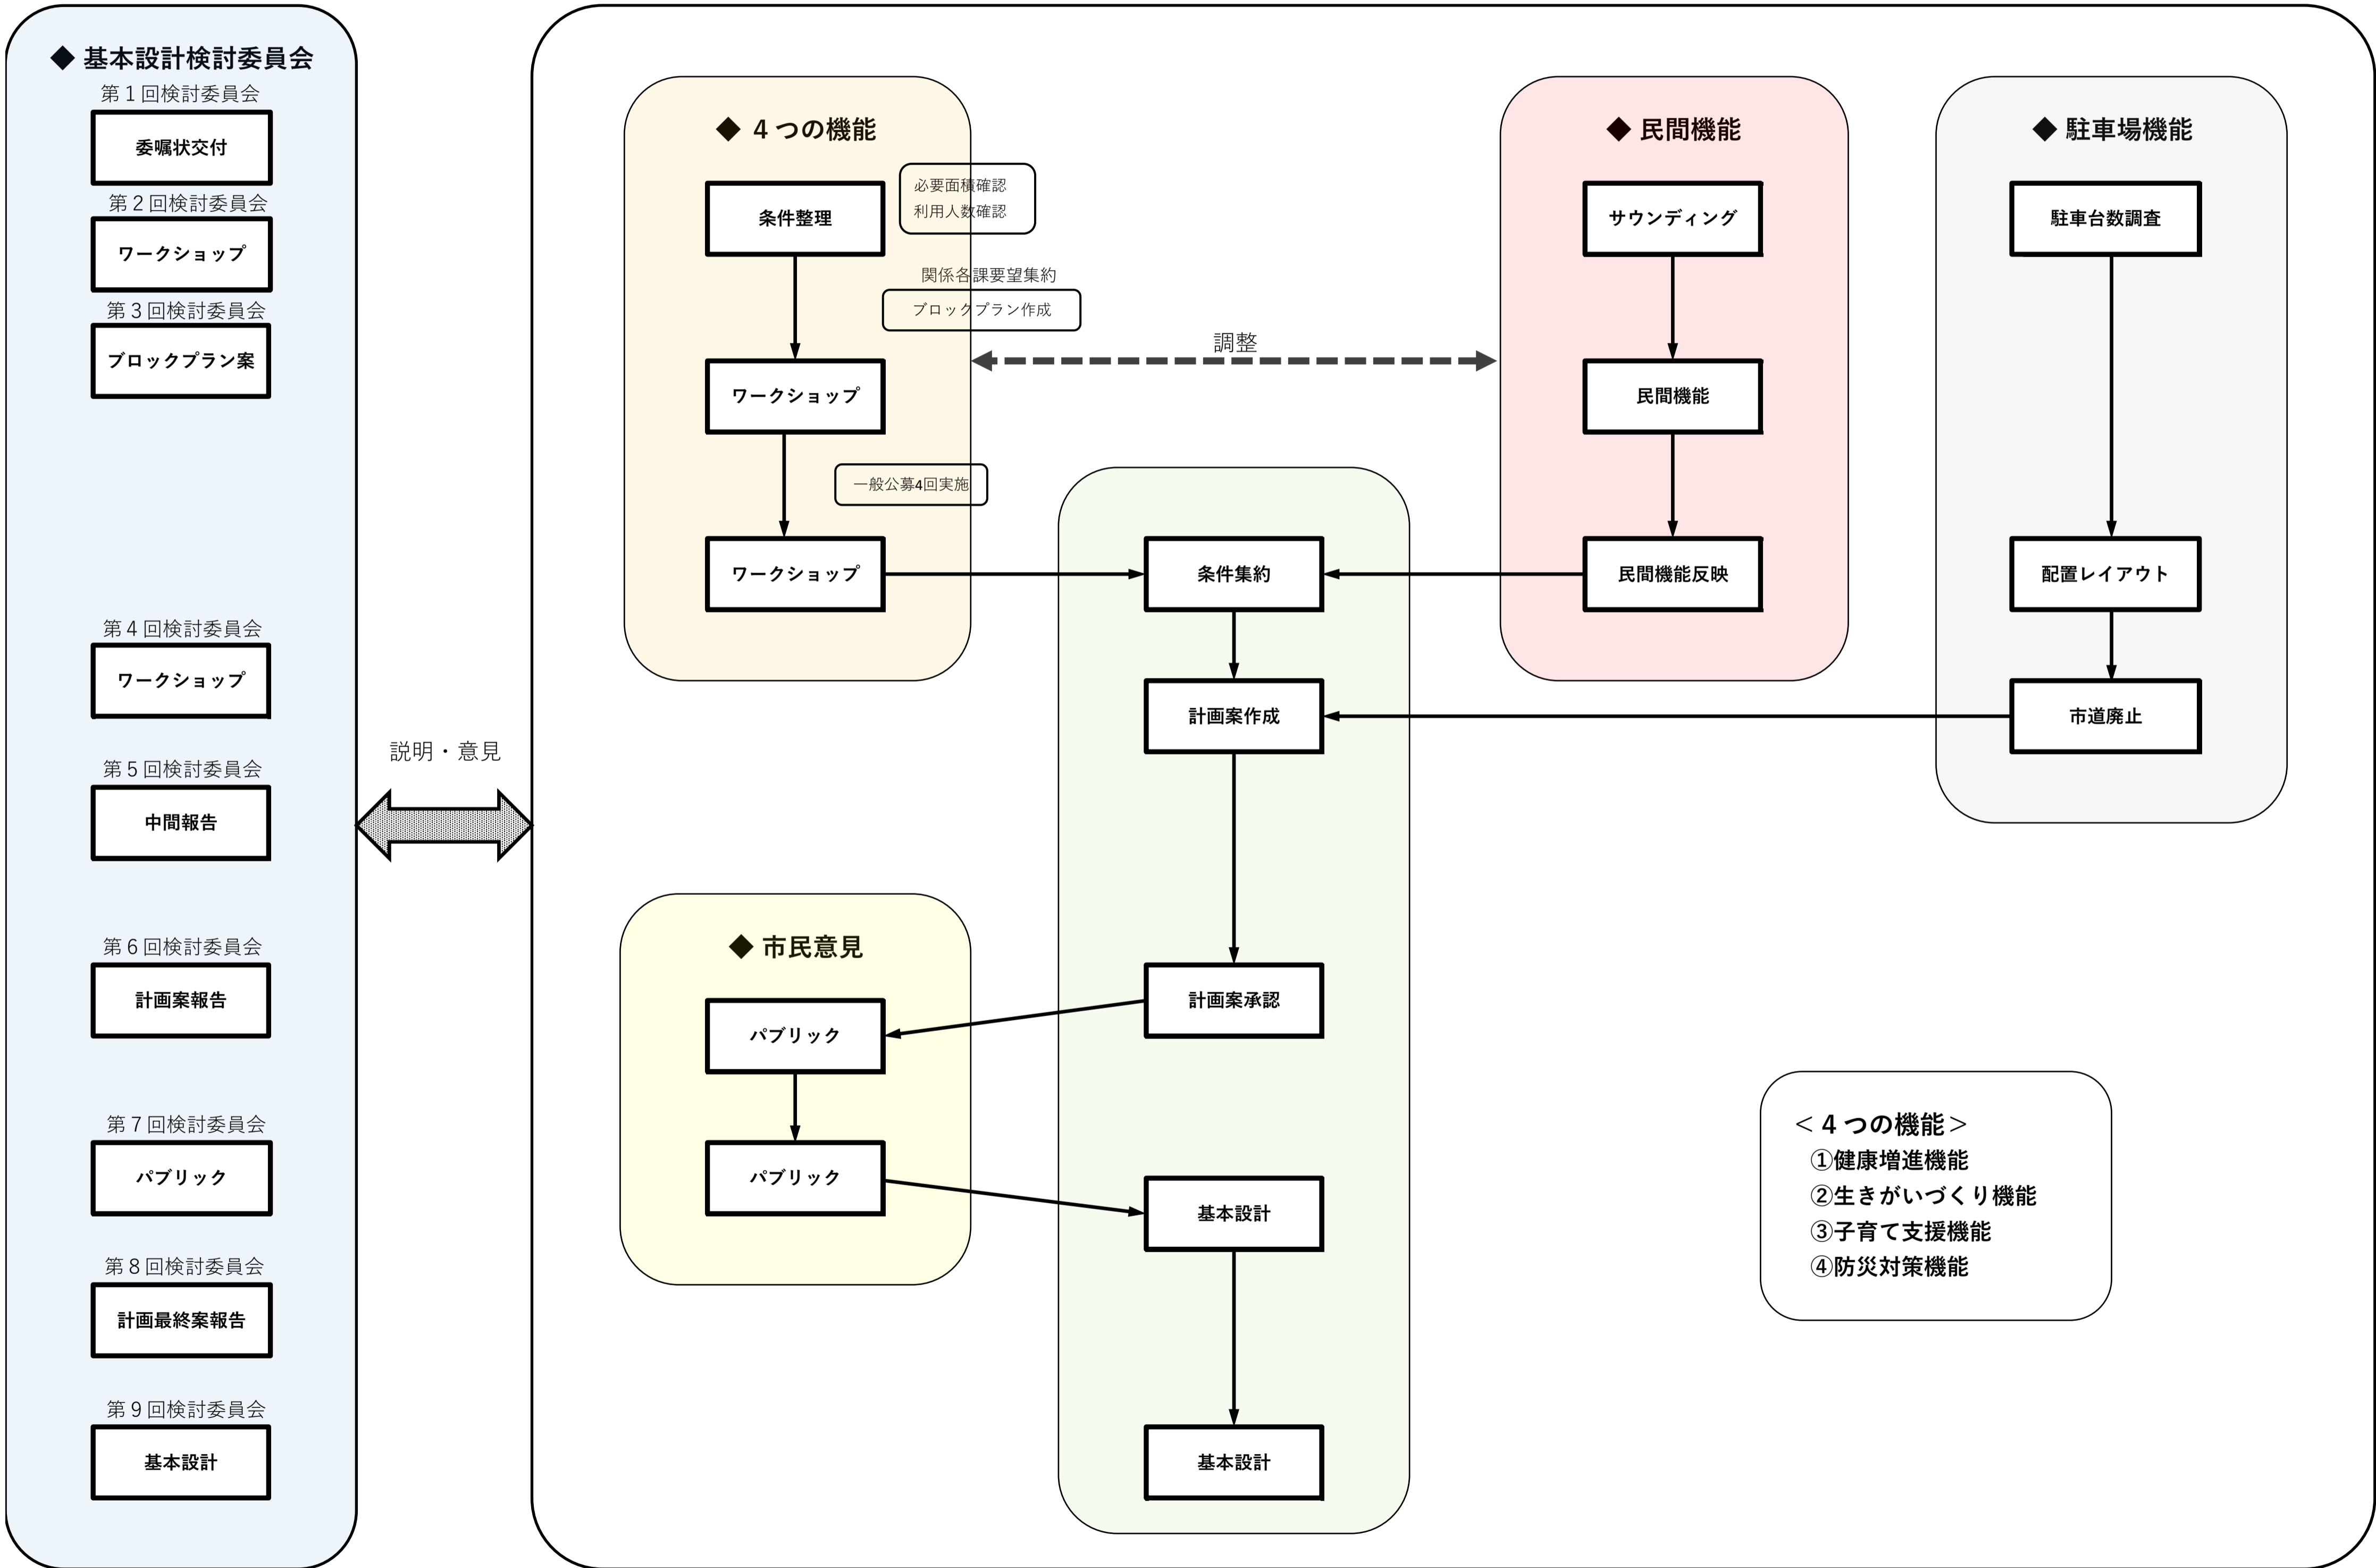 ◆ 基本設計検討委員会
第１回検討委員会
委嘱状交付
第２回検討委員会
ワークショップ
第３回検討委員会
ブロックプラン案
第４回検討委員会
ワークショップ
第５回検討委員会
中間報告
第６回検討委員会
計画案報告
第７回検討委員会
パブリック
第８回検討委員会
計画最終案報告
第９回検討委員会
基本設計
説明・意見
◆ ４つの機能
条件整理
必要面積確認
利用人数確認
関係各課要望集約
ブロックプラン作成
ワークショップ
一般公募4回実施
ワークショップ
調整
◆ 民間機能
サウンディング
民間機能
民間機能反映
◆ 駐車場機能
駐車台数調査
配置レイアウト
市道廃止
条件集約
計画案作成
計画案承認
基本設計
基本設計
◆ 市民意見
パブリック
パブリック
＜４つの機能＞
①健康増進機能
②生きがいづくり機能
③子育て支援機能
④防災対策機能